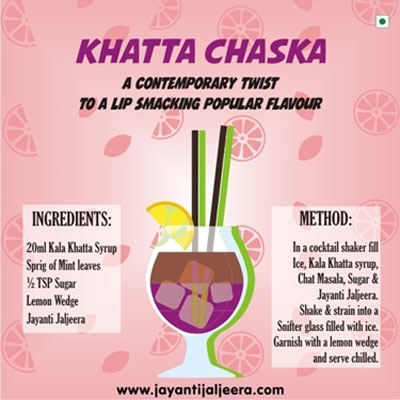 KHATTA CHASKA
A CONTEMPORARY TWIST
TO A LIP SMACKING POPULAR FLAVOUR
INGREDIENTS:
20ml Kala Khatta Syrup
Sprig of Mint leaves
½ TSP Sugar
Lemon Wedge
Jayanti Jaljeera
METHOD:
In a cocktail shaker fill
Ice, Kala Khatta syrup,
Chat Masala, Sugar &
Jayanti Jaljeera.
Shake & strain into a
Snifter glass filled with ice.
Garnish with a lemon wedge
and serve chilled.
www.jayantijaljeera.com